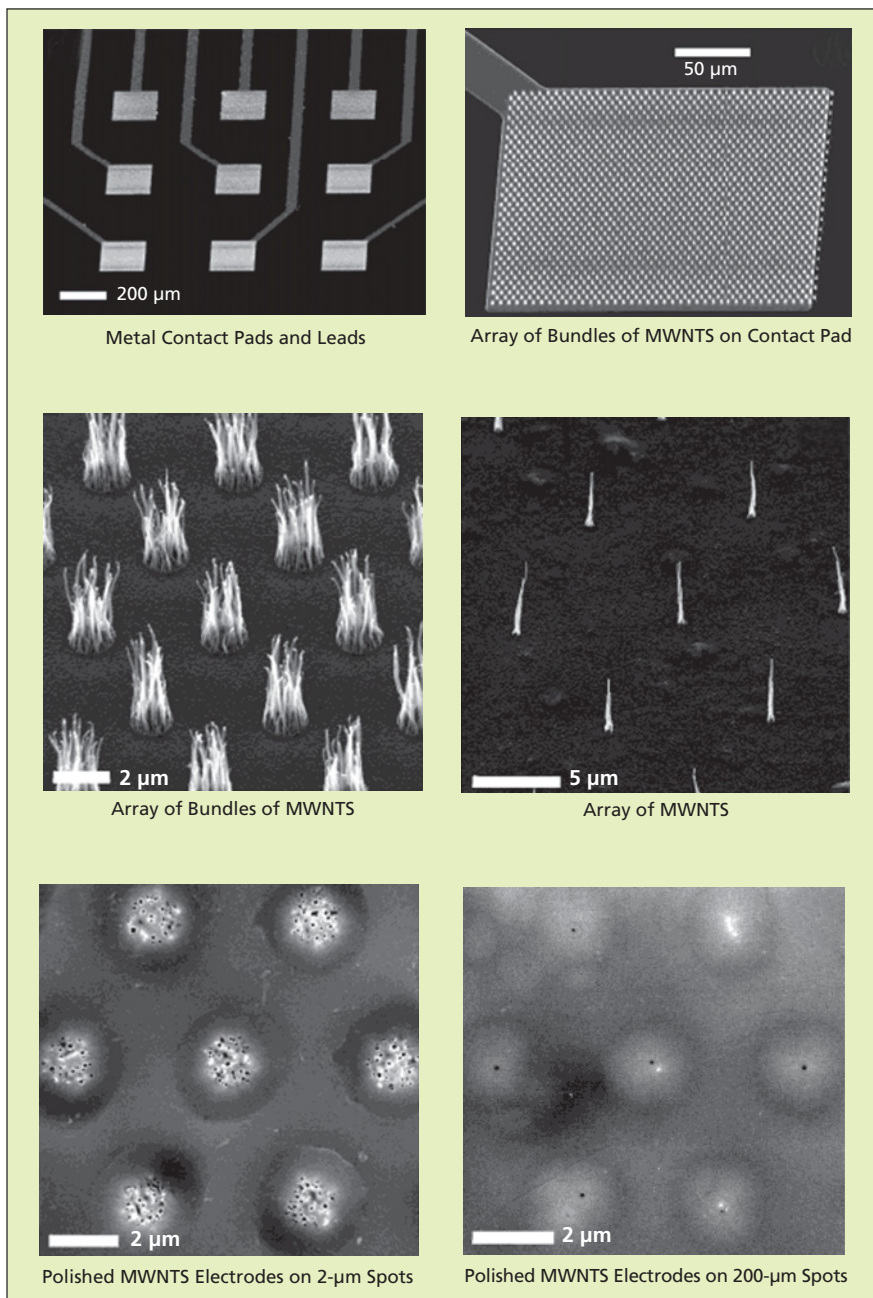 50 µm
200 µm
Metal Contact Pads and Leads
Array of Bundles of MWNTS on Contact Pad
2 µm
5 µm
Array of Bundles of MWNTS
Array of MWNTS
2 µm
2 µm
Polished MWNTS Electrodes on 2-µm Spots
Polished MWNTS Electrodes on 200-µm Spots